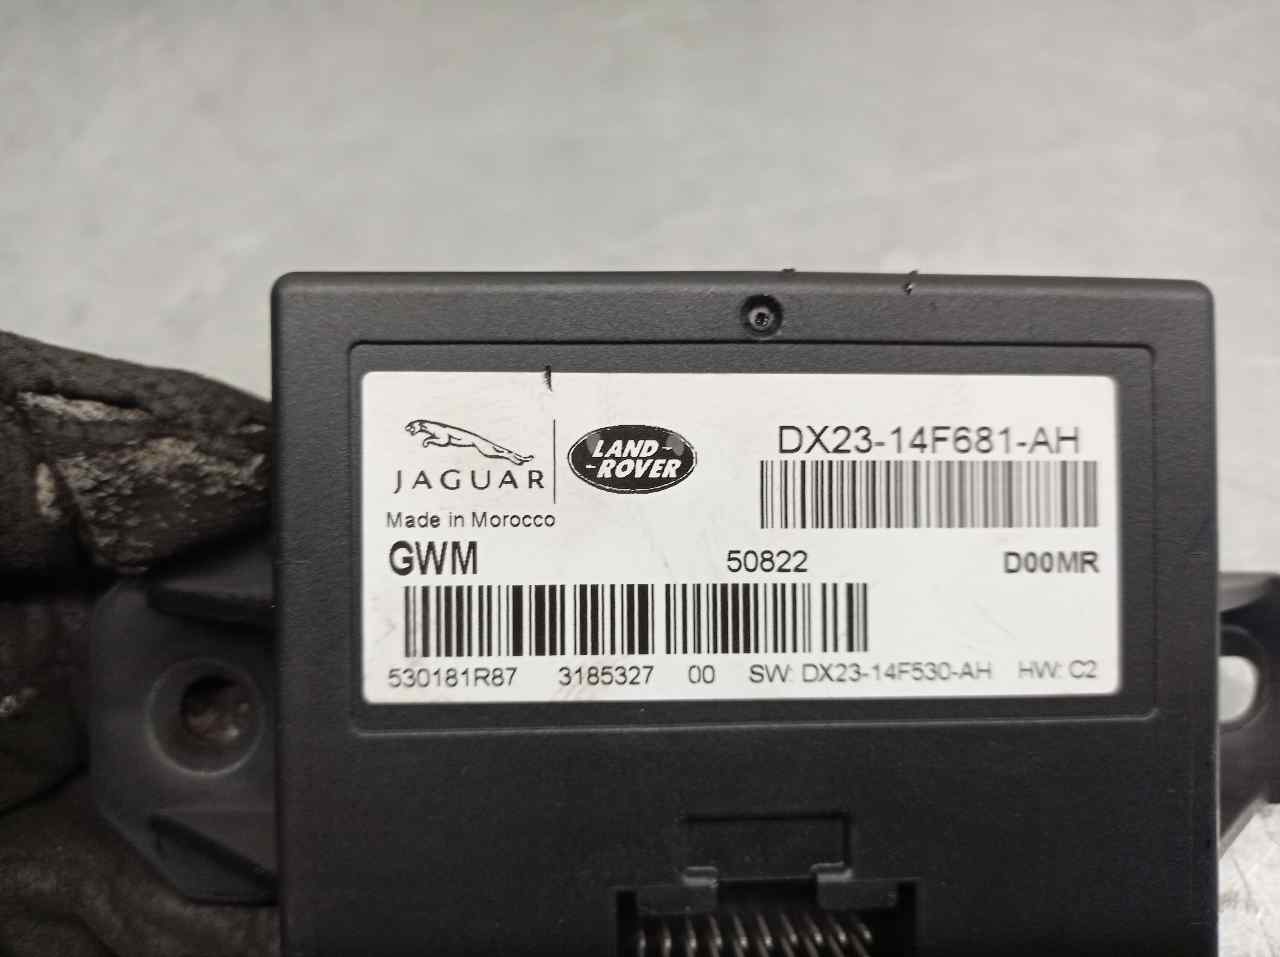 JAGUAR
LAND-
-ROVER
DX23-14F681-AH
Made in Morocco
GWM 50822 D00MR
530181R87 3185327 00 SW: DX23-14F530-AH HW: C2